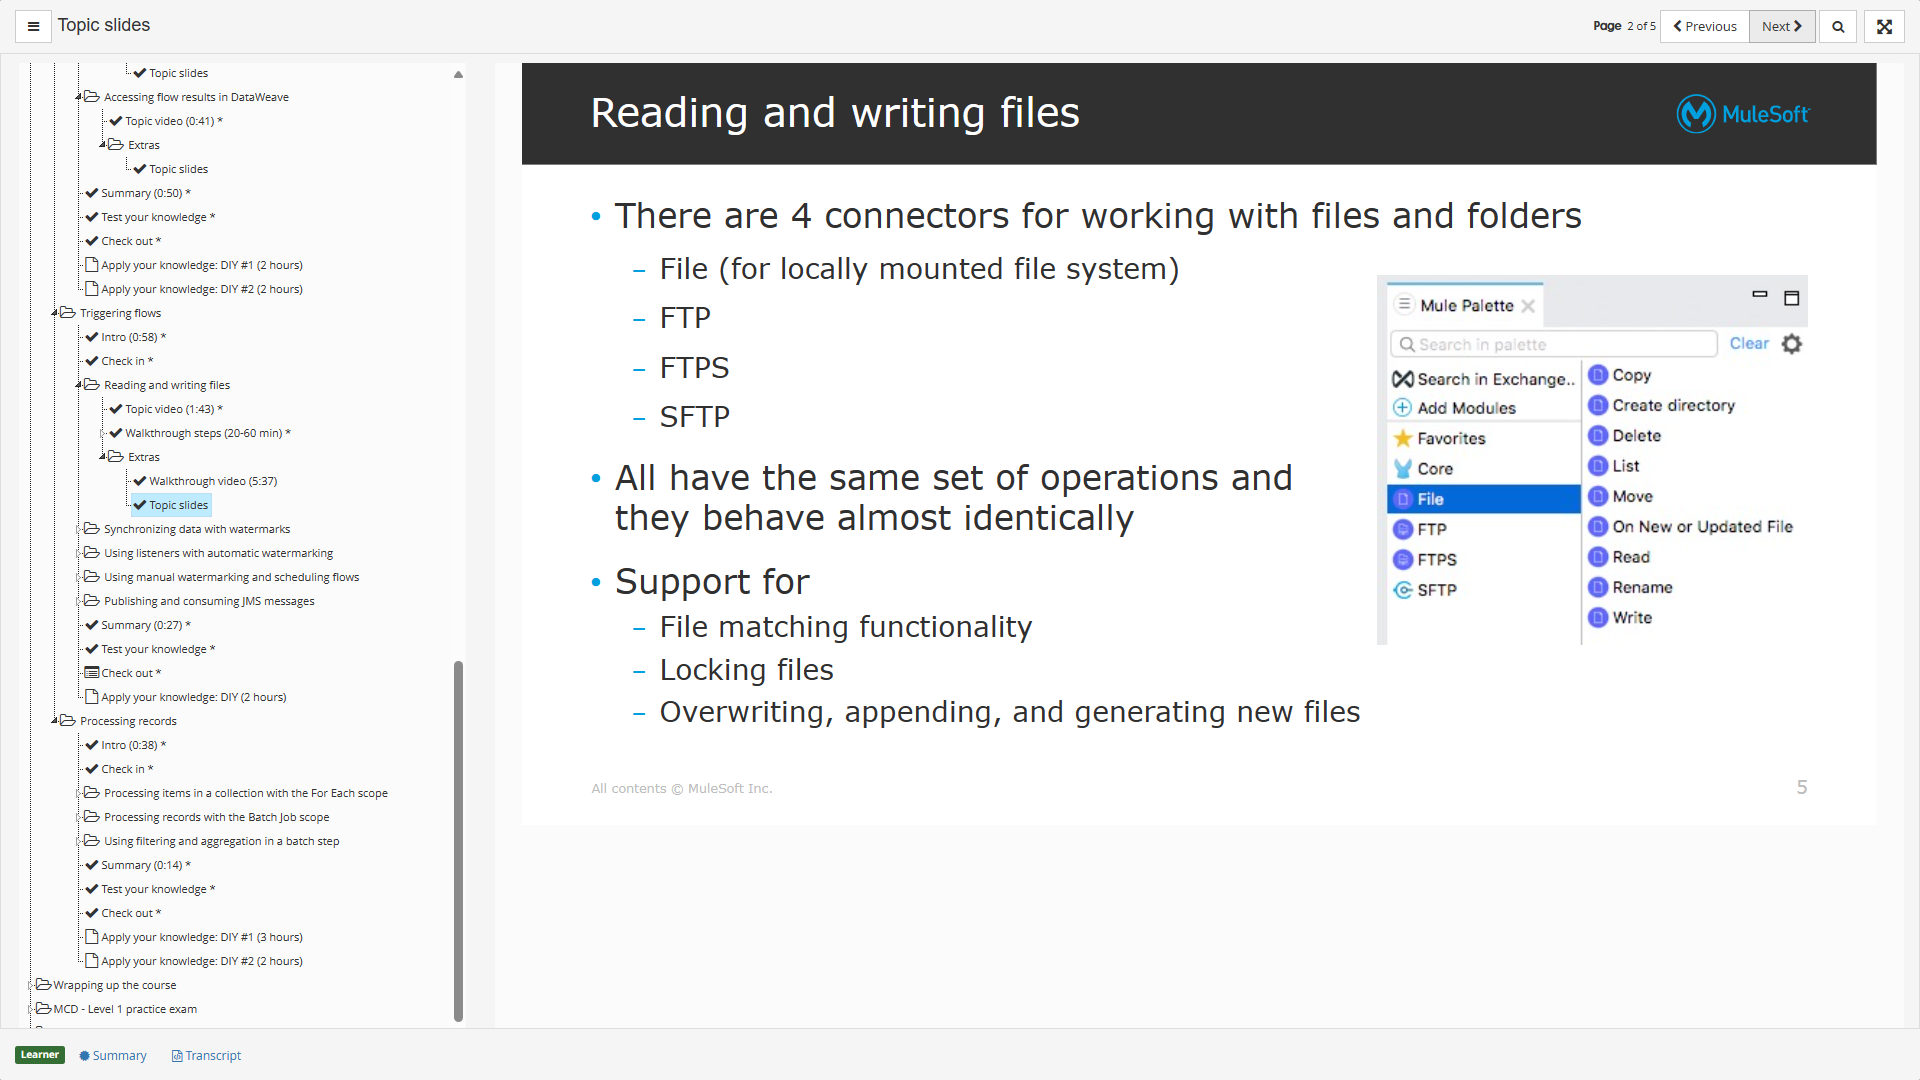 Topic slides
Page 2 of 5
Previous
Next
Topic slides
Accessing flow results in DataWeave
Topic video (0:41) *
Extras
Topic slides
Summary (0:50) *
Test your knowledge *
Check out *
Apply your knowledge: DIY #1 (2 hours)
Apply your knowledge: DIY #2 (2 hours)
Triggering flows
Intro (0:58) *
Check in *
Reading and writing files
Topic video (1:43) *
Walkthrough steps (20-60 min) *
Extras
Walkthrough video (5:37)
Topic slides
Synchronizing data with watermarks
Using listeners with automatic watermarking
Using manual watermarking and scheduling flows
Publishing and consuming JMS messages
Summary (0:27) *
Test your knowledge *
Check out *
Apply your knowledge: DIY (2 hours)
Processing records
Intro (0:38) *
Check in *
Processing items in a collection with the For Each scope
Processing records with the Batch Job scope
Using filtering and aggregation in a batch step
Summary (0:14) *
Test your knowledge *
Check out *
Apply your knowledge: DIY #1 (3 hours)
Apply your knowledge: DIY #2 (2 hours)
Wrapping up the course
MCD - Level 1 practice exam
Reading and writing files
MuleSoft
• There are 4 connectors for working with files and folders
– File (for locally mounted file system)
– FTP
– FTPS
– SFTP
• All have the same set of operations and
they behave almost identically
• Support for
– File matching functionality
– Locking files
– Overwriting, appending, and generating new files
Mule Palette
Search in palette
Clear
Search in Exchange..
Add Modules
Favorites
Core
File
FTP
FTPS
SFTP
Copy
Create directory
Delete
List
Move
On New or Updated File
Read
Rename
Write
All contents © MuleSoft Inc.
5
Learner
Summary
Transcript